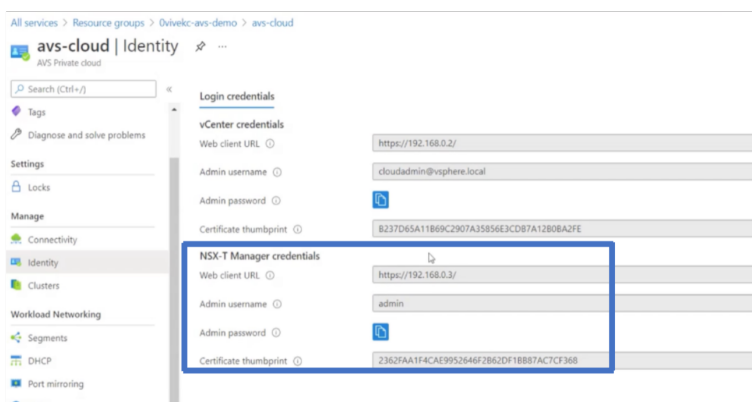 All services > Resource groups > 0vivekc-avs-demo > avs-cloud
avs-cloud | Identity
AVS Private cloud
Search (Ctrl+/)
Tags
Diagnose and solve problems
Settings
Locks
Manage
Connectivity
Identity
Clusters
Workload Networking
Segments
DHCP
Port mirroring
Login credentials
vCenter credentials
Web client URL https://192.168.0.2/
Admin username cloudadmin@vsphere.local
Admin password
Certificate thumbprint B237D65A11B69C2907A35856E3CDB7A12B0BA2FE
NSX-T Manager credentials
Web client URL https://192.168.0.3/
Admin username admin
Admin password
Certificate thumbprint 2362FAA1F4CAE9952646F2B62DF1BB87AC7CF368